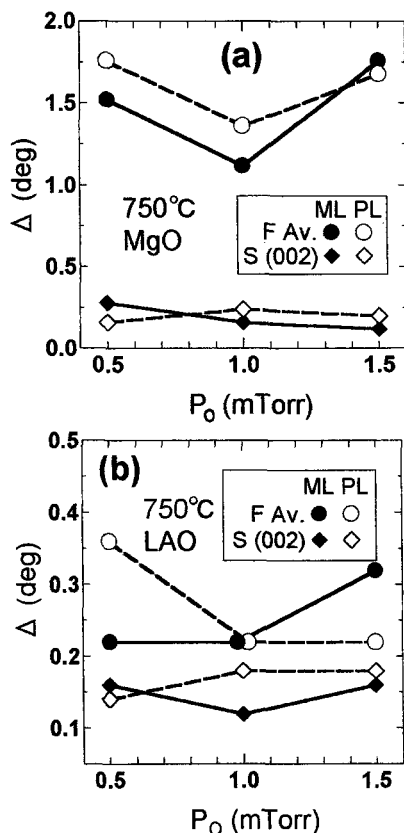 2.0
(a)
1.5
Δ (deg)
1.0
750°C
MgO
ML PL
F Av.
S (002)
0.5
0.0
0.5 1.0 1.5
P_o (mTorr)
0.5
(b)
750°C
LAO
ML PL
F Av.
S (002)
0.4
Δ (deg)
0.3
0.2
0.1
0.5 1.0 1.5
P_o (mTorr)